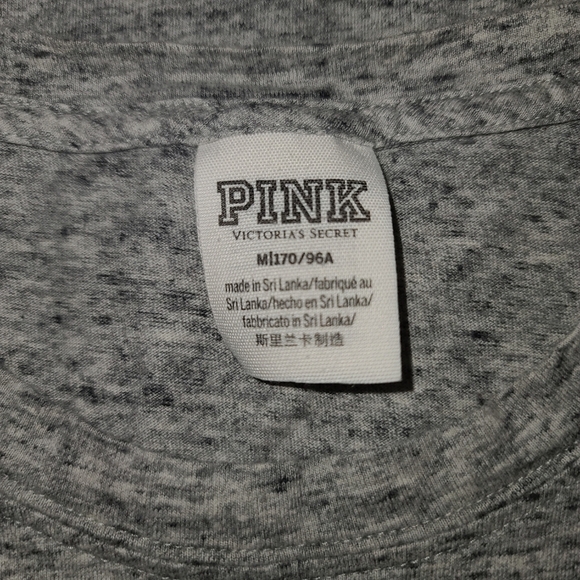 PINK
VICTORIA'S SECRET
M|170/96A
made in Sri Lanka/fabriqué au
Sri Lanka/hecho en Sri Lanka/
fabbricato in Sri Lanka/
斯里兰卡制造